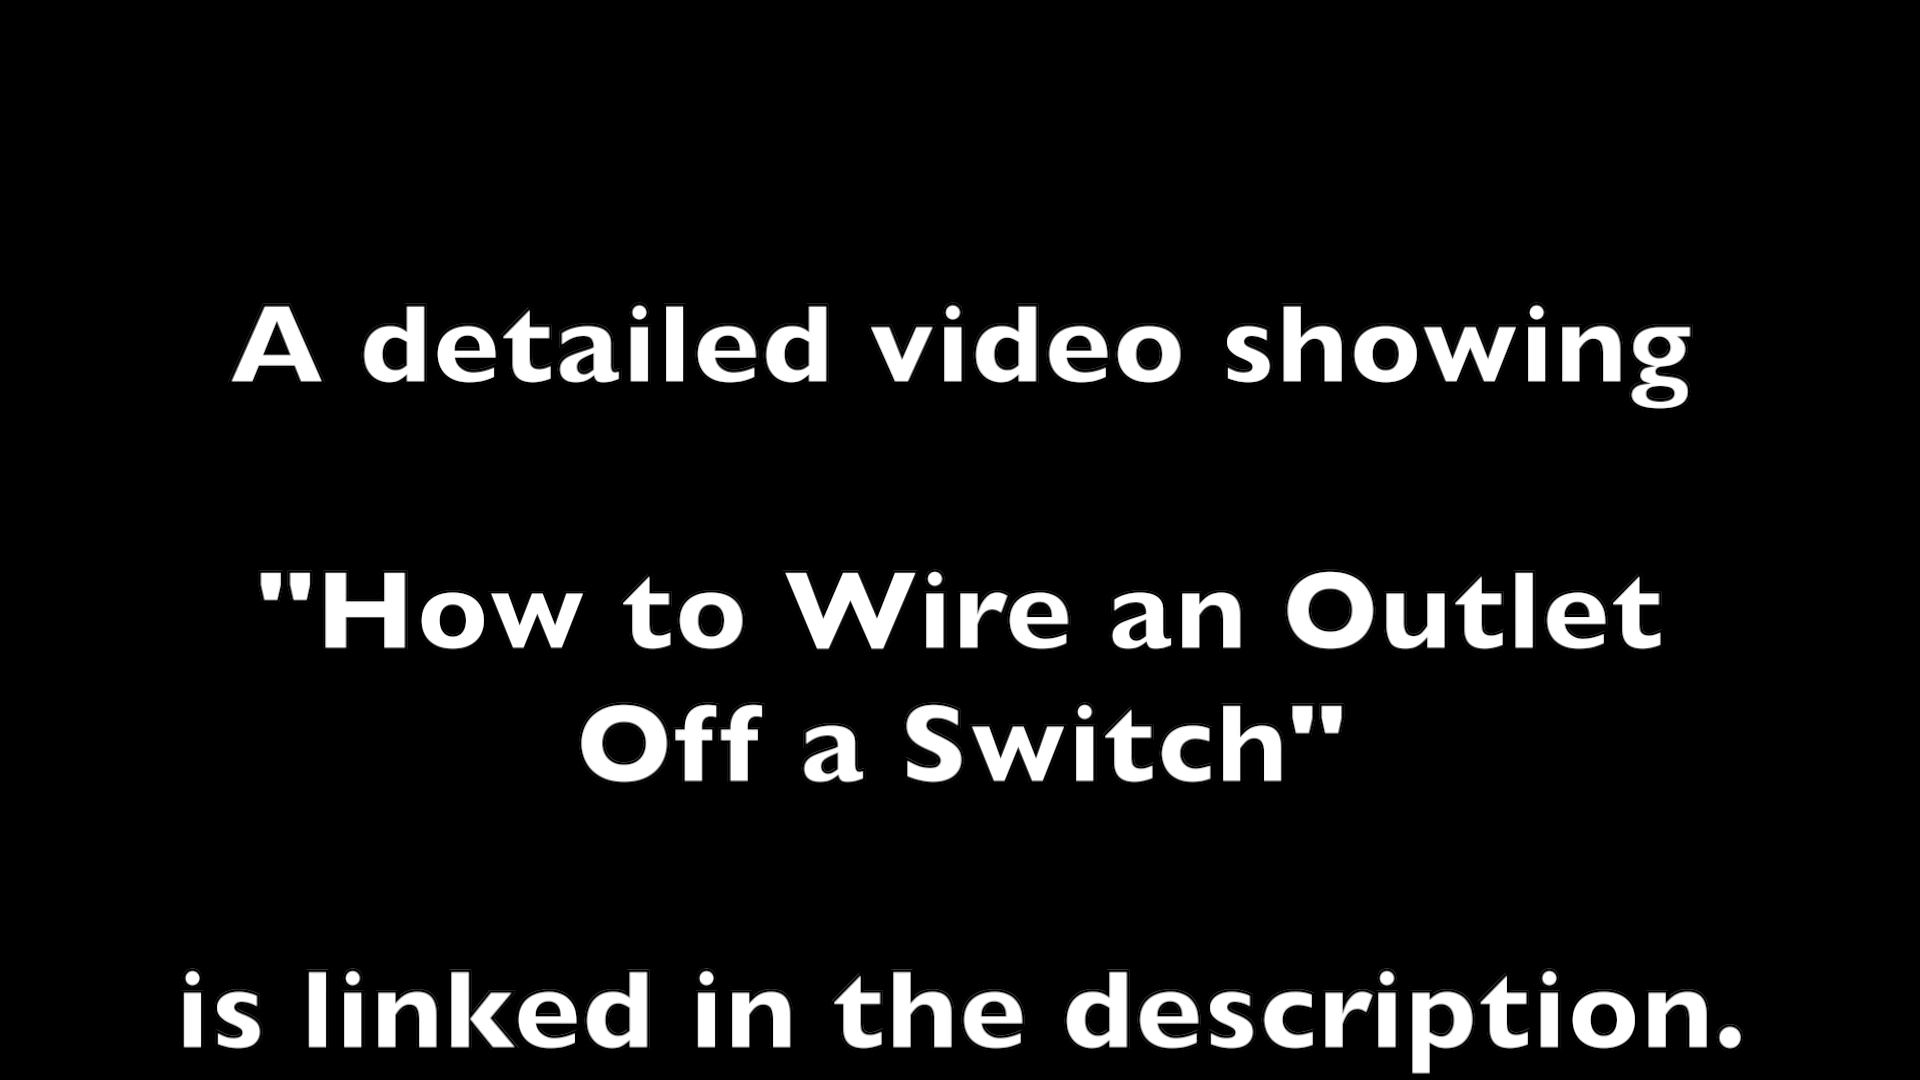 A detailed video showing
"How to Wire an Outlet
Off a Switch"
is linked in the description.